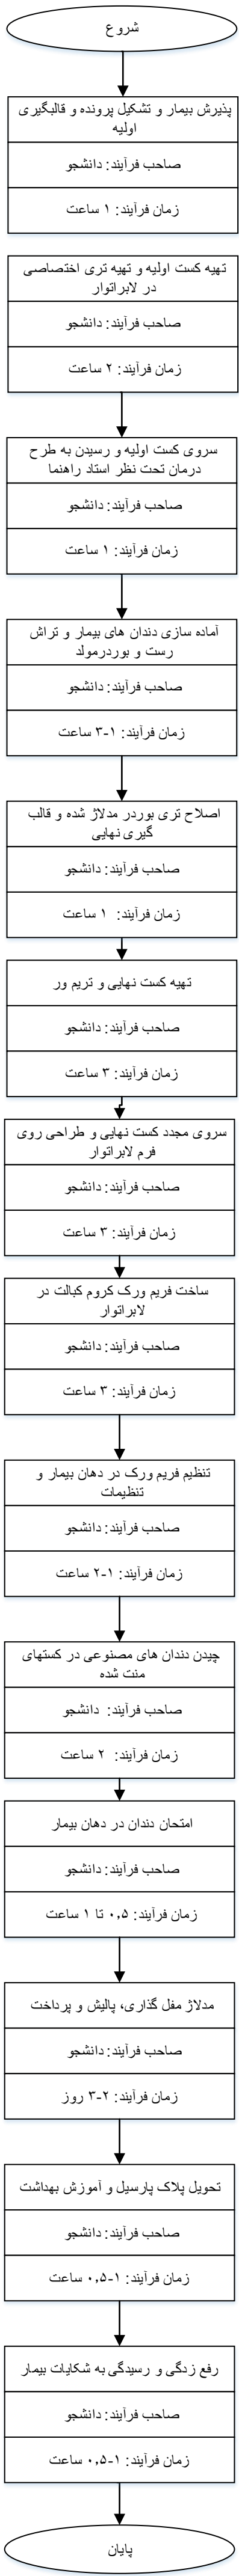 شروع
پذیرش بیمار و تشکیل پرونده و قالبگیری
اولیه
صاحب فرآیند: دانشجو
زمان فرآیند: ۱ ساعت
تهیه کست اولیه و تهیه تری اختصاصی
در لابراتوار
صاحب فرآیند: دانشجو
زمان فرآیند: ۲ ساعت
سروی کست اولیه و رسیدن به طرح
درمان تحت نظر استاد راهنما
صاحب فرآیند: دانشجو
زمان فرآیند: ۱ ساعت
آماده سازی دندان های بیمار و تراش
رست و بوردرمولد
صاحب فرآیند: دانشجو
زمان فرآیند: ۱-۳ ساعت
اصلاح تری بوردر مدلاژ شده و قالب
گیری نهایی
صاحب فرآیند: دانشجو
زمان فرآیند: ۱ ساعت
تهیه کست نهایی و تریم ور
صاحب فرآیند: دانشجو
زمان فرآیند: ۳ ساعت
سروی مجدد کست نهایی و طراحی روی
فرم لابراتوار
صاحب فرآیند: دانشجو
زمان فرآیند: ۳ ساعت
ساخت فریم ورک کروم کبالت در
لابراتوار
صاحب فرآیند: دانشجو
زمان فرآیند: ۳ ساعت
تنظیم فریم ورک در دهان بیمار و
تنظیمات
صاحب فرآیند: دانشجو
زمان فرآیند: ۱-۲ ساعت
چیدن دندان های مصنوعی در کستهای
منت شده
صاحب فرآیند: دانشجو
زمان فرآیند: ۲ ساعت
امتحان دندان در دهان بیمار
صاحب فرآیند: دانشجو
زمان فرآیند: ۰٫۵ تا ۱ ساعت
مدلاژ مفل گذاری، پالیش و پرداخت
صاحب فرآیند: دانشجو
زمان فرآیند: ۲-۳ روز
تحویل پلاک پارسیل و آموزش بهداشت
صاحب فرآیند: دانشجو
زمان فرآیند: ۱-۰٫۵ ساعت
رفع زدگی و رسیدگی به شکایات بیمار
صاحب فرآیند: دانشجو
زمان فرآیند: ۱-۰٫۵ ساعت
پایان